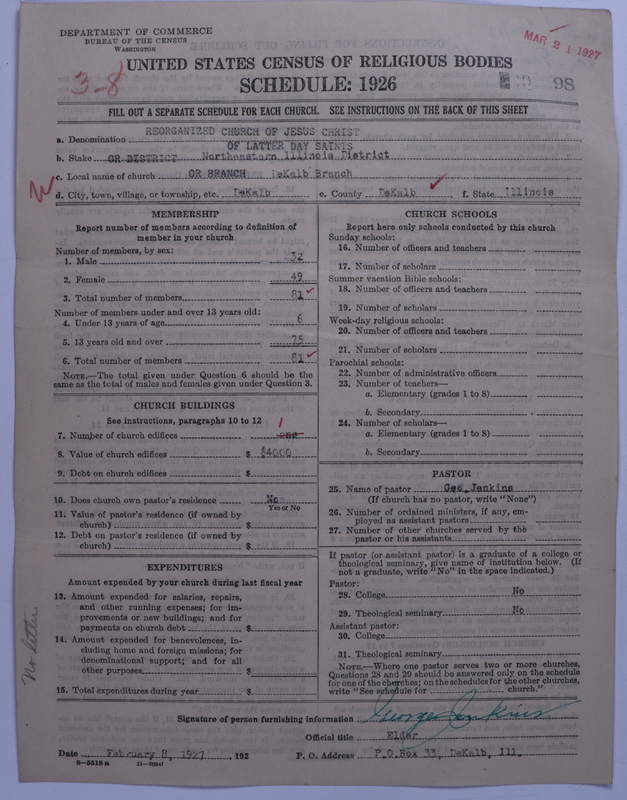 DEPARTMENT OF COMMERCE
BUREAU OF THE CENSUS
WASHINGTON
MAR 21 1927
3-8
UNITED STATES CENSUS OF RELIGIOUS BODIES
SCHEDULE: 1926
98
FILL OUT A SEPARATE SCHEDULE FOR EACH CHURCH. SEE INSTRUCTIONS ON THE BACK OF THIS SHEET
REORGANIZED CHURCH OF JESUS CHRIST
a. Denomination
OF LATTER DAY SAINTS
b. Stake OR DISTRICT Northeastern Illinois District
c. Local name of church OR BRANCH DeKalb Branch
d. City, town, village, or township, etc. DeKalb e. County DeKalb f. State Illinois
MEMBERSHIP
Report number of members according to definition of member in your church
Number of members, by sex:
1. Male 32
2. Female 49
3. Total number of members 81
Number of members under and over 13 years old:
4. Under 13 years of age 6
5. 13 years old and over 75
6. Total number of members 81
NOTE.—The total given under Question 6 should be
same as the total of males and females given under Question 3.
CHURCH BUILDINGS
See instructions, paragraphs 10 to 12
1
7. Number of church edifices one
8. Value of church edifices $ $4000
9. Debt on church edifices $
10. Does church own pastor's residence No
Yes or No
11. Value of pastor's residence (if owned by
church) $
12. Debt on pastor's residence (if owned by
church) $
EXPENDITURES
Amount expended by your church during last fiscal year
13. Amount expended for salaries, repairs,
and other running expenses; for im-
provements or new buildings; and for
payments on church debt $
14. Amount expended for benevolences, in-
cluding home and foreign missions; for
denominational support; and for all
other purposes $
15. Total expenditures during year $
No letter
CHURCH SCHOOLS
Report here only schools conducted by this church
Sunday schools:
16. Number of officers and teachers
17. Number of scholars
Summer vacation Bible schools:
18. Number of officers and teachers
19. Number of scholars
Week-day religious schools:
20. Number of officers and teachers
21. Number of scholars
Parochial schools:
22. Number of administrative officers
23. Number of teachers—
a. Elementary (grades 1 to 8)
b. Secondary
24. Number of scholars—
a. Elementary (grades 1 to 8)
b. Secondary
PASTOR
25. Name of pastor Geo. Jenkins
(If church has no pastor, write "None")
26. Number of ordained ministers, if any, em-
ployed as assistant pastors
27. Number of other churches served by the
pastor or his assistants
If pastor (or assistant pastor) is a graduate of a college or
theological seminary, give name of institution below. (If
not a graduate, write "No" in the space indicated.)
Pastor:
28. College No
29. Theological seminary No
Assistant pastor:
30. College
31. Theological seminary
NOTE.—Where one pastor serves two or more churches,
Questions 28 and 29 should be answered only on the schedule
for one of the churches; on the schedules for the other churches,
write "See schedule for church."
Signature of person furnishing information George Jenkins
Official title Elder
Date February 8, 1927, 192
P. O. Address P.O.Box 33, DeKalb, Ill.
8—5518a